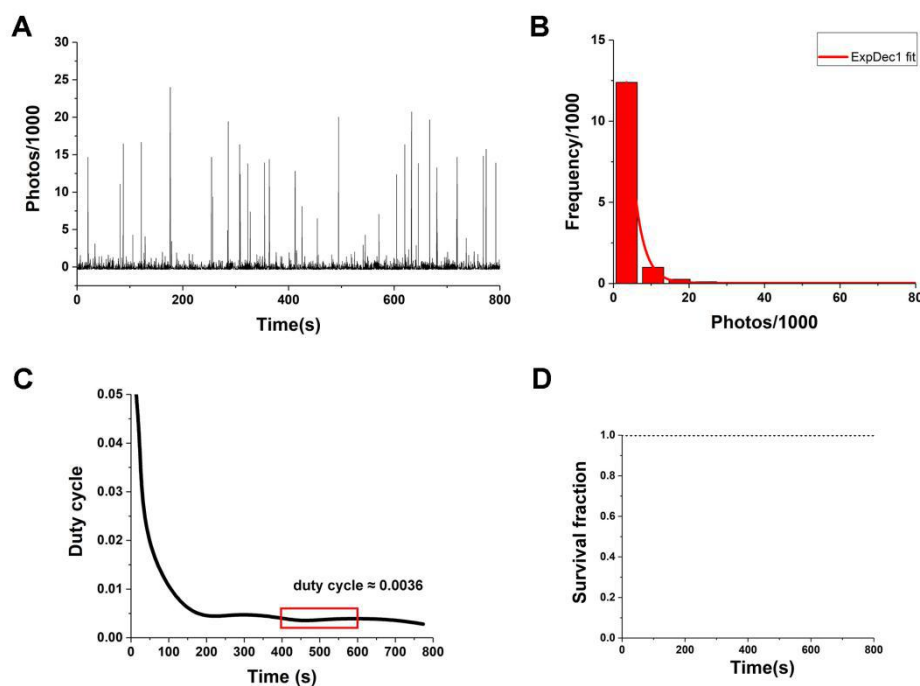 A
30
25
20
15
10
5
0
Photos/1000
0 200 400 600 800
Time(s)
B
15
10
5
0
Frequency/1000
ExpDec1 fit
0 20 40 60 80
Photos/1000
C
0.05
0.04
0.03
0.02
0.01
0.00
Duty cycle
duty cycle ≈ 0.0036
0 100 200 300 400 500 600 700 800
Time (s)
D
1.0
0.8
0.6
0.4
0.2
0.0
Survival fraction
0 200 400 600 800
Time(s)